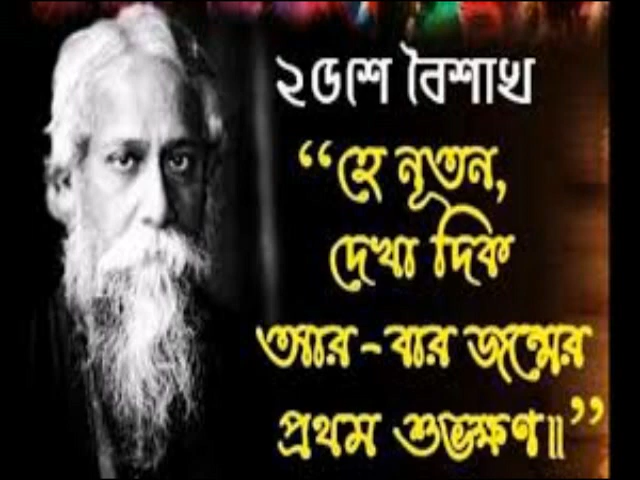 ২৫শে বৈশাখ
“হে নূতন,
দেখা দিক
আর-বার জন্মের
প্রথম শুভক্ষণ॥”